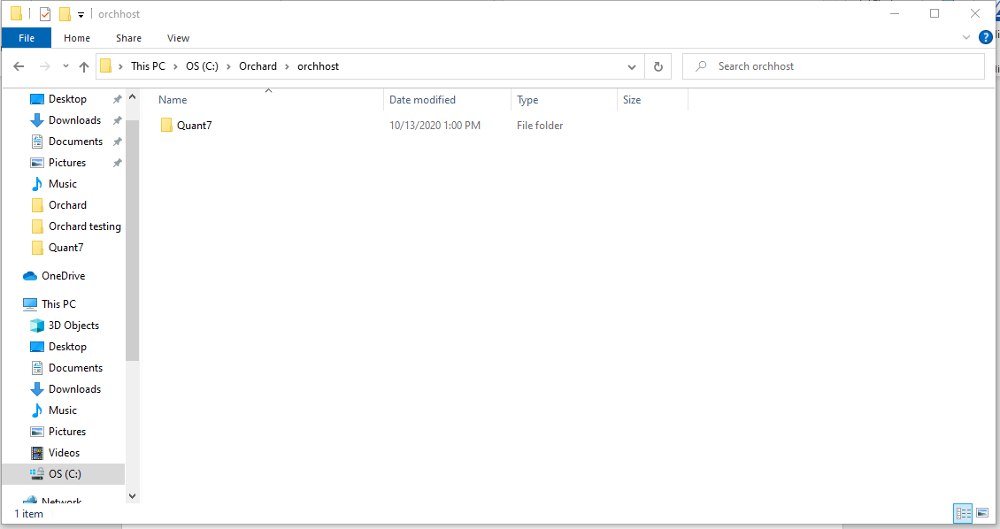 orchhost
File Home Share View
This PC OS (C:) Orchard orchhost Search orchhost
Name Date modified Type Size
Quant7 10/13/2020 1:00 PM File folder
Desktop
Downloads
Documents
Pictures
Music
Orchard
Orchard testing
Quant7
OneDrive
This PC
3D Objects
Desktop
Documents
Downloads
Music
Pictures
Videos
OS (C:)
Network
1 item